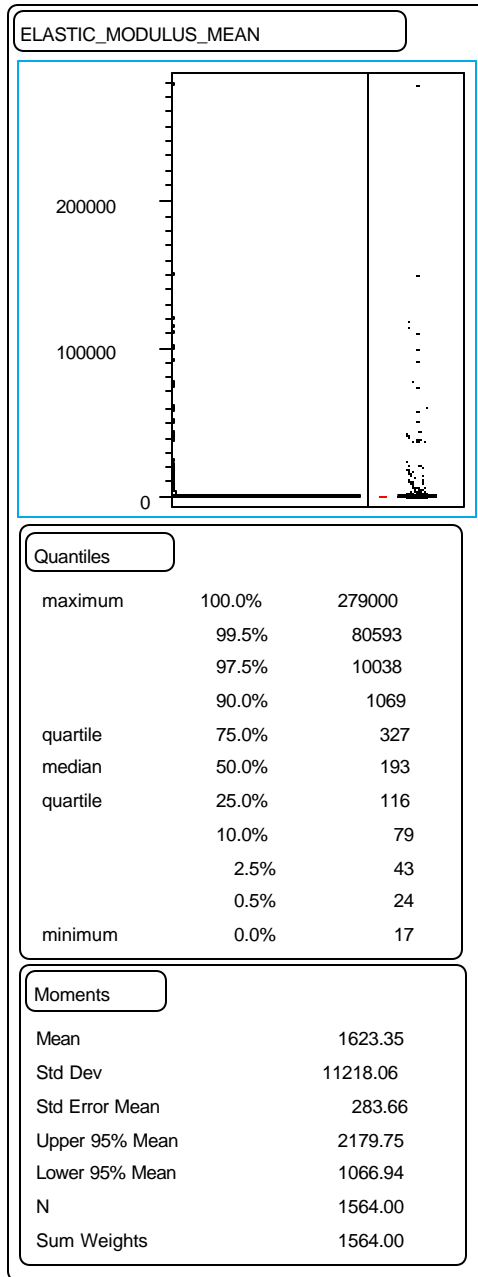 ELASTIC_MODULUS_MEAN
200000
100000
0
Quantiles
maximum 100.0% 279000
99.5% 80593
97.5% 10038
90.0% 1069
quartile 75.0% 327
median 50.0% 193
quartile 25.0% 116
10.0% 79
2.5% 43
0.5% 24
minimum 0.0% 17
Moments
Mean 1623.35
Std Dev 11218.06
Std Error Mean 283.66
Upper 95% Mean 2179.75
Lower 95% Mean 1066.94
N 1564.00
Sum Weights 1564.00